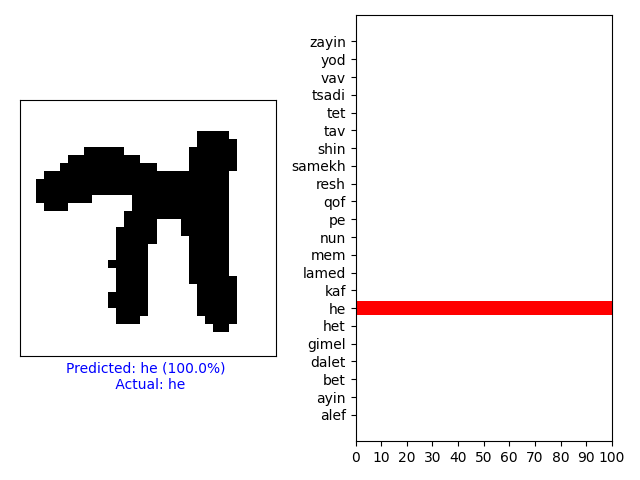 zayin
yod
vav
tsadi
tet
tav
shin
samekh
resh
qof
pe
nun
mem
lamed
kaf
he
het
gimel
dalet
bet
ayin
alef
0 10 20 30 40 50 60 70 80 90 100
Predicted: he (100.0%)
Actual: he